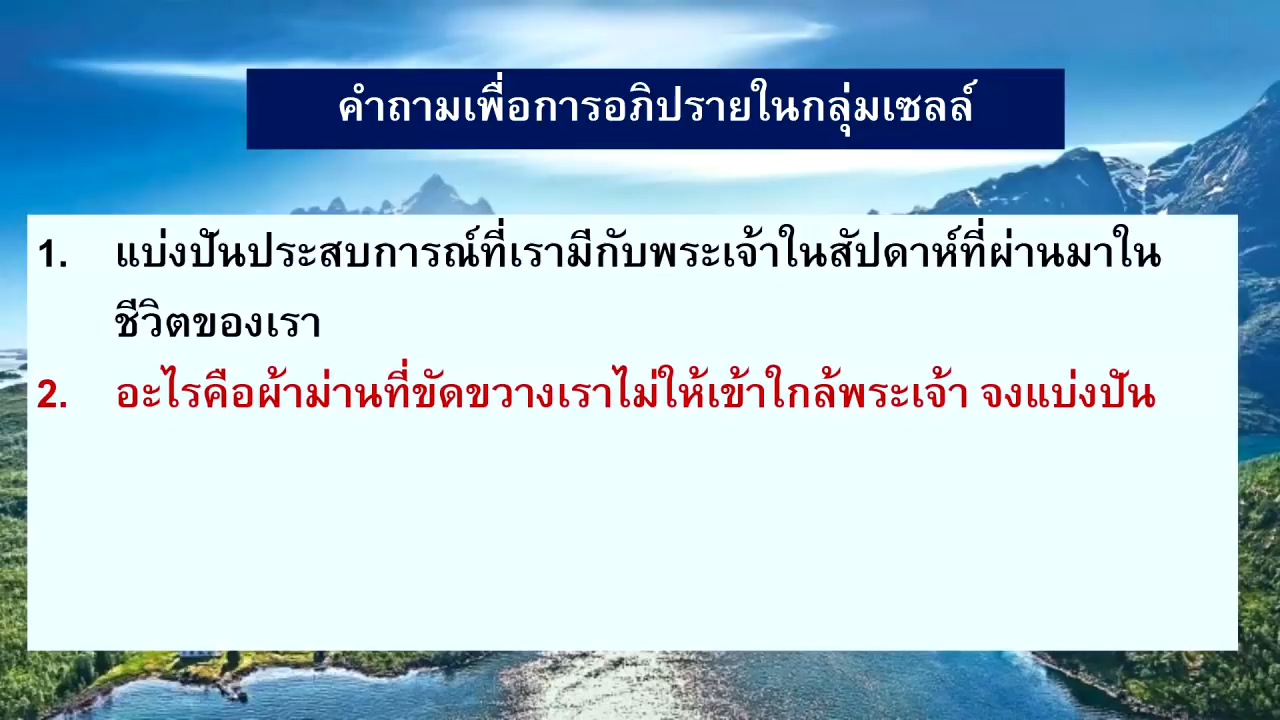 คำถามเพื่อการอภิปรายในกลุ่มเซลล์
1. แบ่งปันประสบการณ์ที่เรามีกับพระเจ้าในสัปดาห์ที่ผ่านมาใน
ชีวิตของเรา
2. อะไรคือผ้าม่านที่ขัดขวางเราไม่ให้เข้าใกล้พระเจ้า จงแบ่งปัน